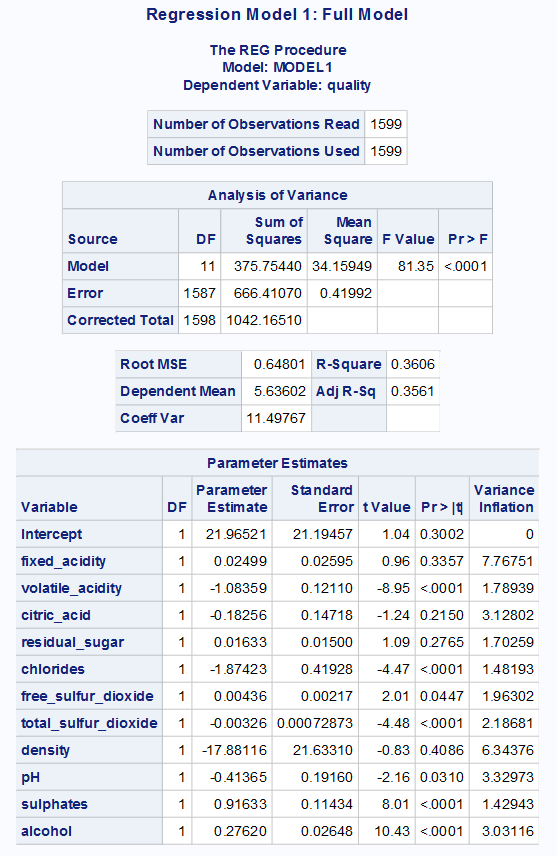 Regression Model 1: Full Model
The REG Procedure
Model: MODEL1
Dependent Variable: quality
Number of Observations Read 1599
Number of Observations Used 1599
Analysis of Variance
Source DF Sum of Squares Mean Square F Value Pr > F
Model 11 375.75440 34.15949 81.35 <.0001
Error 1587 666.41070 0.41992
Corrected Total 1598 1042.16510
Root MSE 0.64801 R-Square 0.3606
Dependent Mean 5.63602 Adj R-Sq 0.3561
Coeff Var 11.49767
Parameter Estimates
Variable DF Parameter Estimate Standard Error t Value Pr > |t| Variance Inflation
Intercept 1 21.96521 21.19457 1.04 0.3002 0
fixed_acidity 1 0.02499 0.02595 0.96 0.3357 7.76751
volatile_acidity 1 -1.08359 0.12110 -8.95 <.0001 1.78939
citric_acid 1 -0.18256 0.14718 -1.24 0.2150 3.12802
residual_sugar 1 0.01633 0.01500 1.09 0.2765 1.70259
chlorides 1 -1.87423 0.41928 -4.47 <.0001 1.48193
free_sulfur_dioxide 1 0.00436 0.00217 2.01 0.0447 1.96302
total_sulfur_dioxide 1 -0.00326 0.00072873 -4.48 <.0001 2.18681
density 1 -17.88116 21.63310 -0.83 0.4086 6.34376
pH 1 -0.41365 0.19160 -2.16 0.0310 3.32973
sulphates 1 0.91633 0.11434 8.01 <.0001 1.42943
alcohol 1 0.27620 0.02648 10.43 <.0001 3.03116